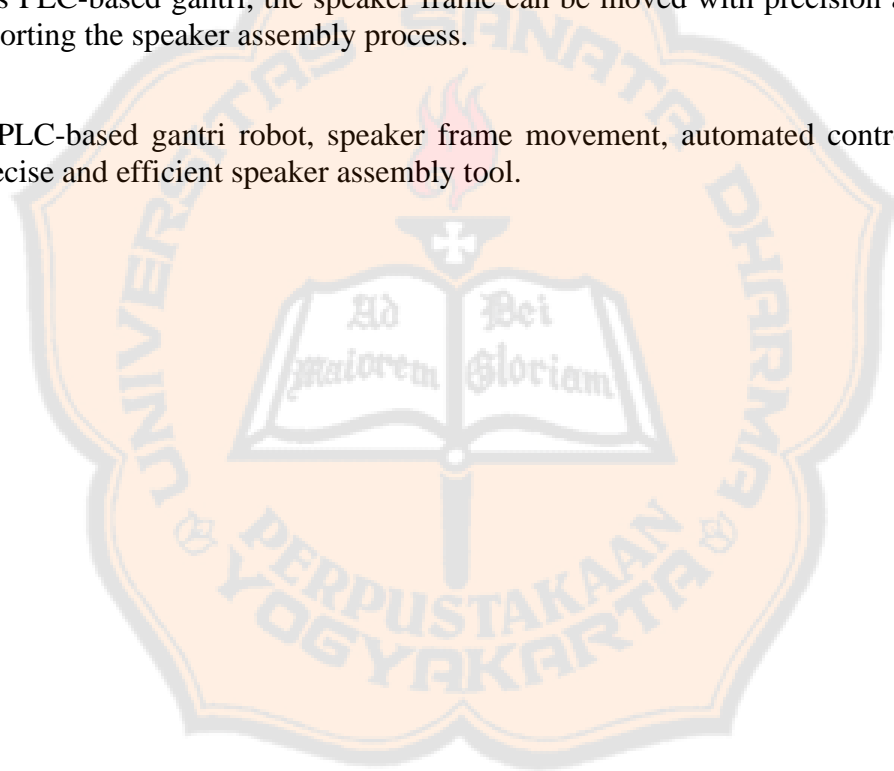 s PLC-based gantri, the speaker frame can be moved with precision a
orting the speaker assembly process.
PLC-based gantri robot, speaker frame movement, automated contr
ecise and efficient speaker assembly tool.
UNIVERSITAS SANATA DHARMA
Ad Dei
Maiorem Gloriam
PERPUSTAKAAN
YOGYAKARTA